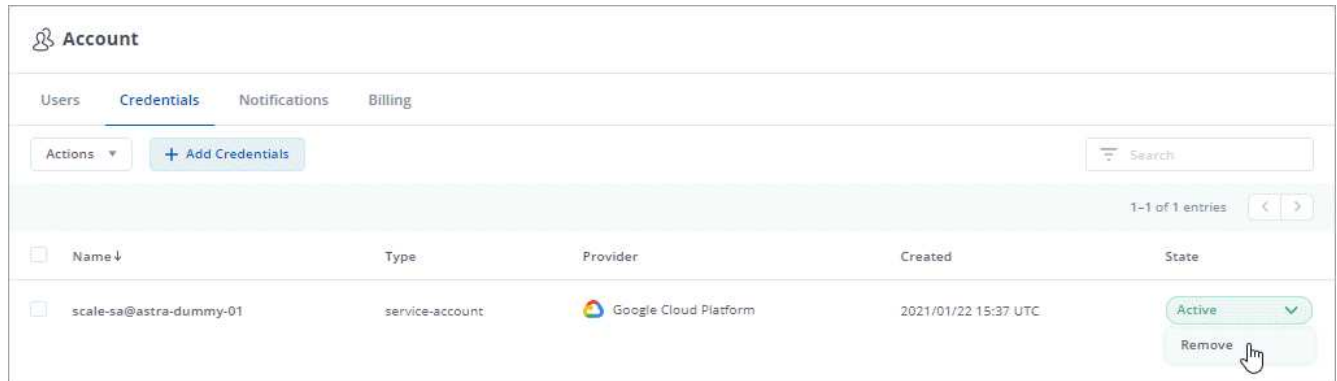 Account
Users Credentials Notifications Billing
Actions + Add Credentials Search
1–1 of 1 entries < >
Name↓ Type Provider Created State
scale-sa@astra-dummy-01 service-account Google Cloud Platform 2021/01/22 15:37 UTC Active
Remove